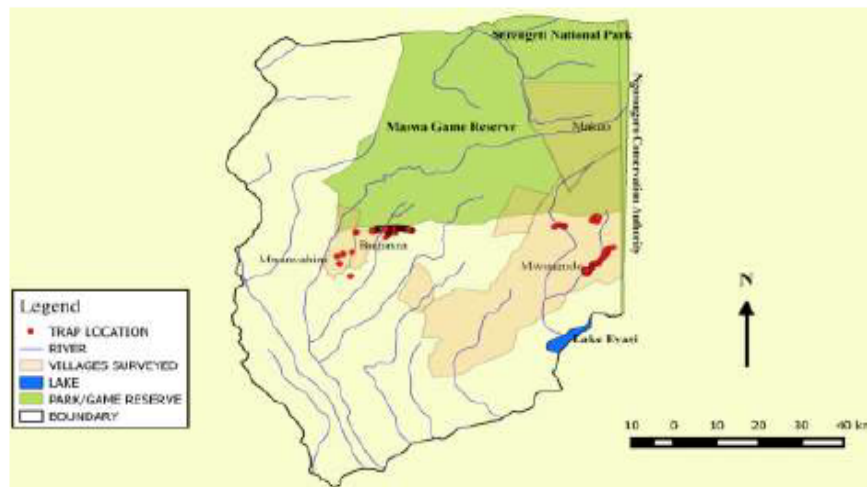 Serengeti National Park
Ngorongoro Conservation Authority
Maswa Game Reserve
Makao
Mwangudo
Lake Eyasi
Legend
TRAP LOCATION
RIVER
VILLAGES SURVEYED
LAKE
PARK/GAME RESERVE
BOUNDARY
N
10 0 10 20 30 40 km